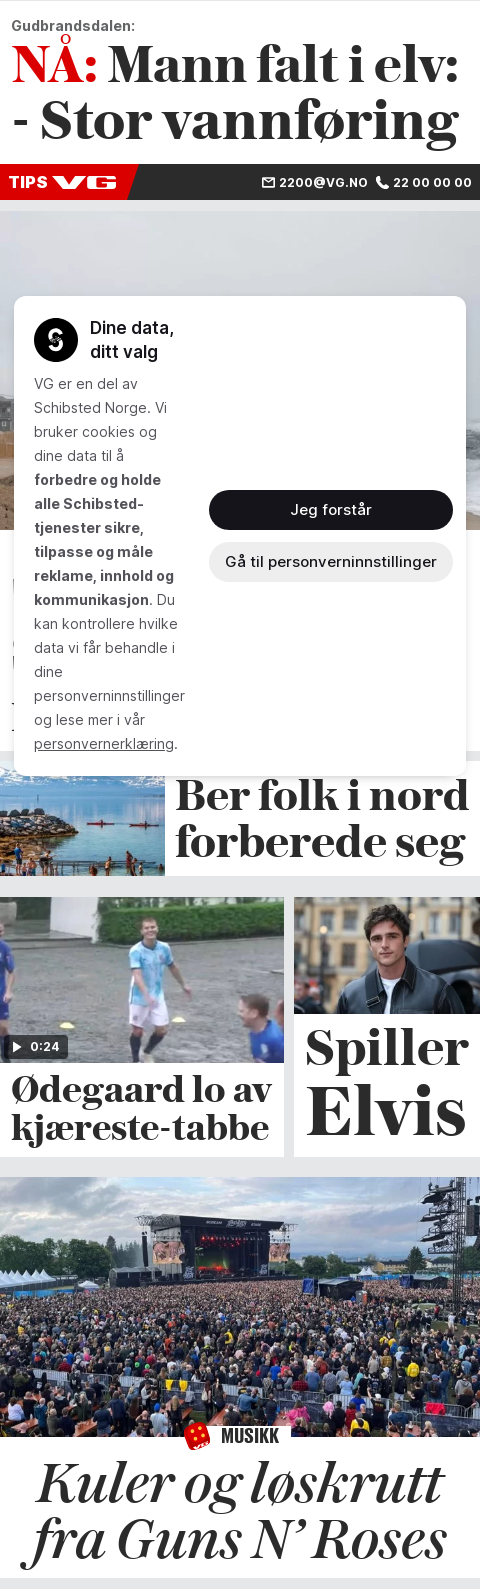 Gudbrandsdalen:
NÅ: Mann falt i elv:
- Stor vannføring
TIPS VG
2200@VG.NO 22 00 00 00
Dine data,
ditt valg
VG er en del av
Schibsted Norge. Vi
bruker cookies og
dine data til å
forbedre og holde
alle Schibsted-
tjenester sikre,
tilpasse og måle
reklame, innhold og
kommunikasjon. Du
kan kontrollere hvilke
data vi får behandle i
dine
personverninnstillinger
og lese mer i vår
personvernerklæring.
Jeg forstår
Gå til personverninnstillinger
Ber folk i nord
forberede seg
0:24
Ødegaard lo av
kjæreste-tabbe
Spiller
Elvis
VG
MUSIKK
Kuler og løskrutt
fra Guns N’ Roses